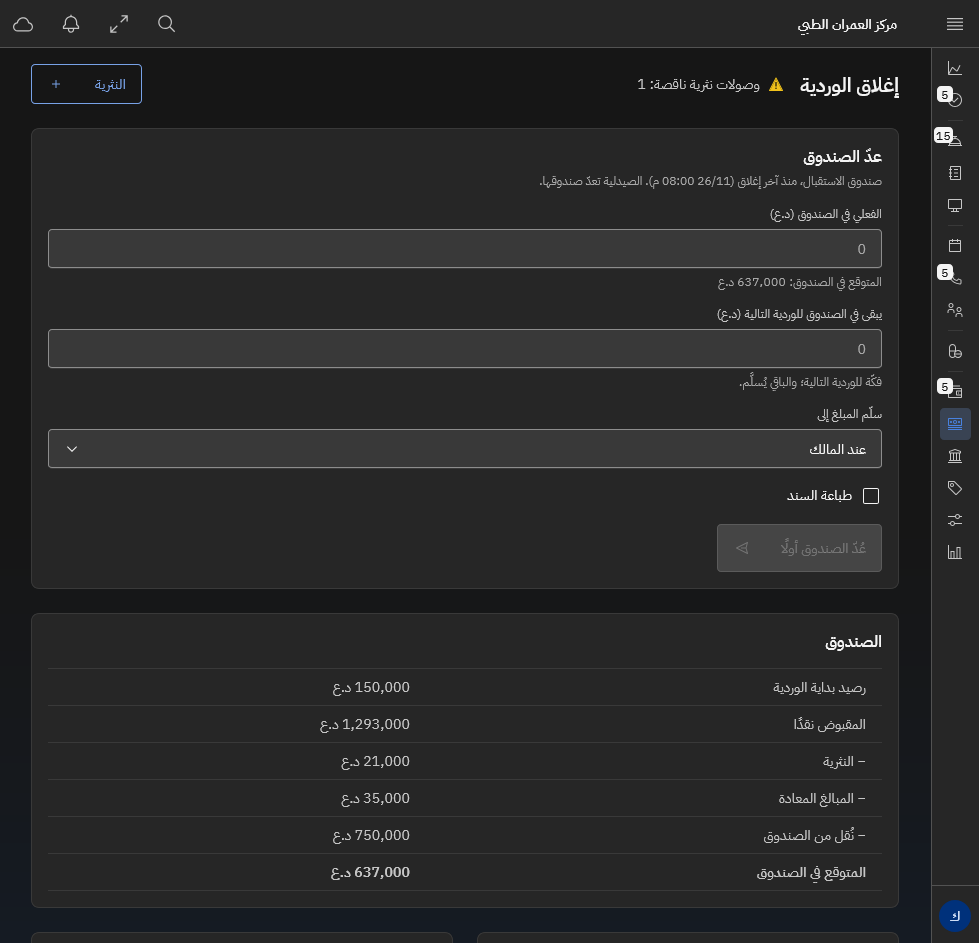 مركز العمران الطبي
إغلاق الوردية
وصولات نثرية ناقصة: 1
النثرية +
5
15
5
5
عدّ الصندوق
صندوق الاستقبال، منذ آخر إغلاق (26/11 08:00 م). الصيدلية تعدّ صندوقها.
الفعلي في الصندوق (د.ع)
0
المتوقع في الصندوق: 637,000 د.ع
يبقى في الصندوق للوردية التالية (د.ع)
0
فكّة للوردية التالية؛ والباقي يُسلَّم.
سلّم المبلغ إلى
عند المالك
طباعة السند
عُدّ الصندوق أولًا
الصندوق
رصيد بداية الوردية 150,000 د.ع
المقبوض نقدًا 1,293,000 د.ع
− النثرية 21,000 د.ع
− المبالغ المعادة 35,000 د.ع
− نُقل من الصندوق 750,000 د.ع
المتوقع في الصندوق 637,000 د.ع
ك